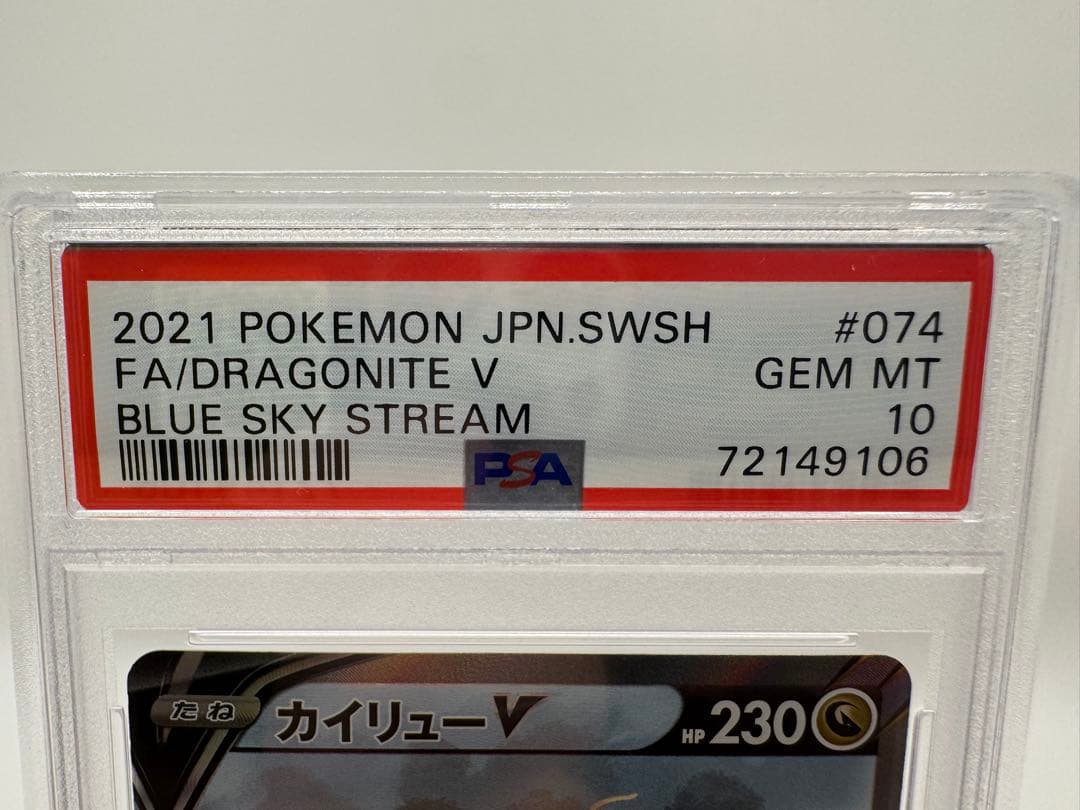 2021 POKEMON JPN.SWSH #074
FA/DRAGONITE V GEM MT
BLUE SKY STREAM 10
PSA 72149106
たね カイリューV HP 230